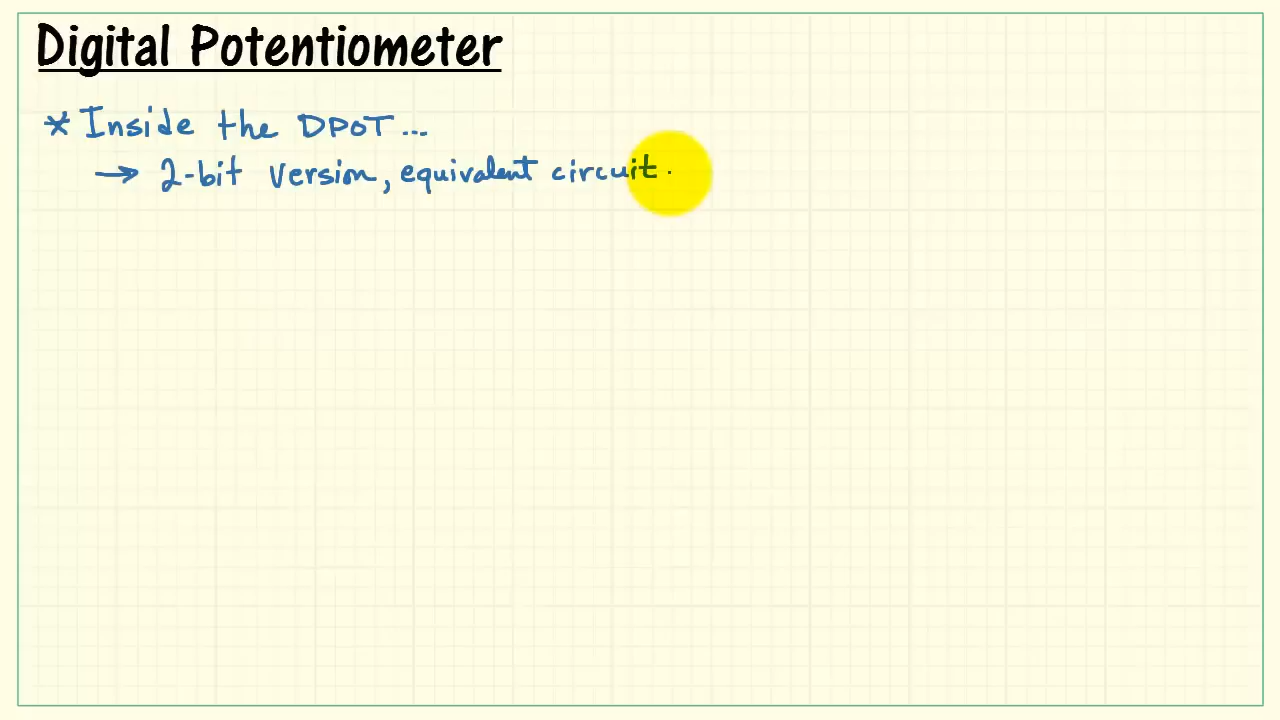 Digital Potentiometer
* Inside the DPOT...
→ 2-bit version, equivalent circuit.